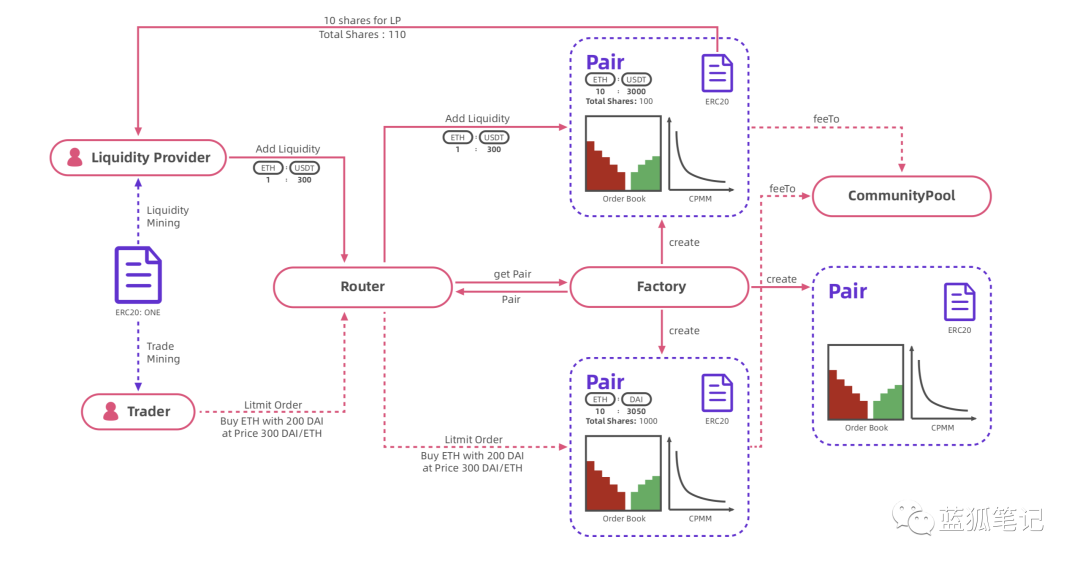 10 shares for LP
Total Shares : 110
Pair
ETH : USDT
10 : 3000
Total Shares: 100
ERC20
Order Book
CPMM
Add Liquidity
ETH : USDT
1 : 300
feeTo
Liquidity Provider
Add Liquidity
ETH : USDT
1 : 300
feeTo
CommunityPool
Liquidity
Mining
create
ERC20: ONE
Router
get Pair
Pair
Factory
create
Pair
ERC20
Order Book
CPMM
create
Trade
Mining
Trader
Litmit Order
Buy ETH with 200 DAI
at Price 300 DAI/ETH
Pair
ETH : DAI
10 : 3050
Total Shares: 1000
ERC20
Order Book
CPMM
Litmit Order
Buy ETH with 200 DAI
at Price 300 DAI/ETH
蓝狐笔记